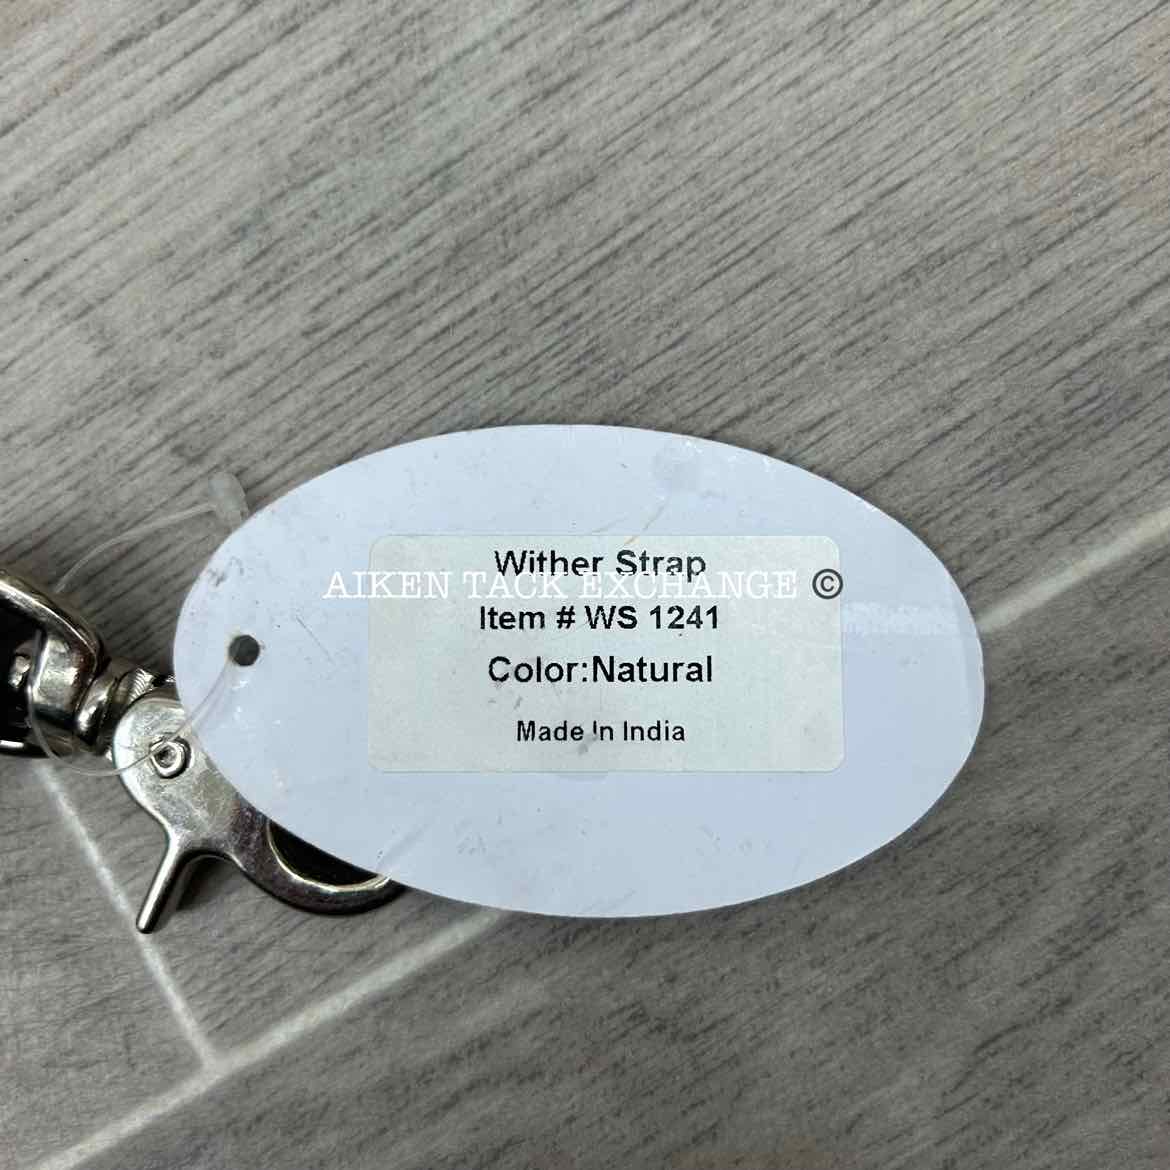 Wither Strap
AIKEN TACK EXCHANGE ©
Item # WS 1241
Color:Natural
Made In India